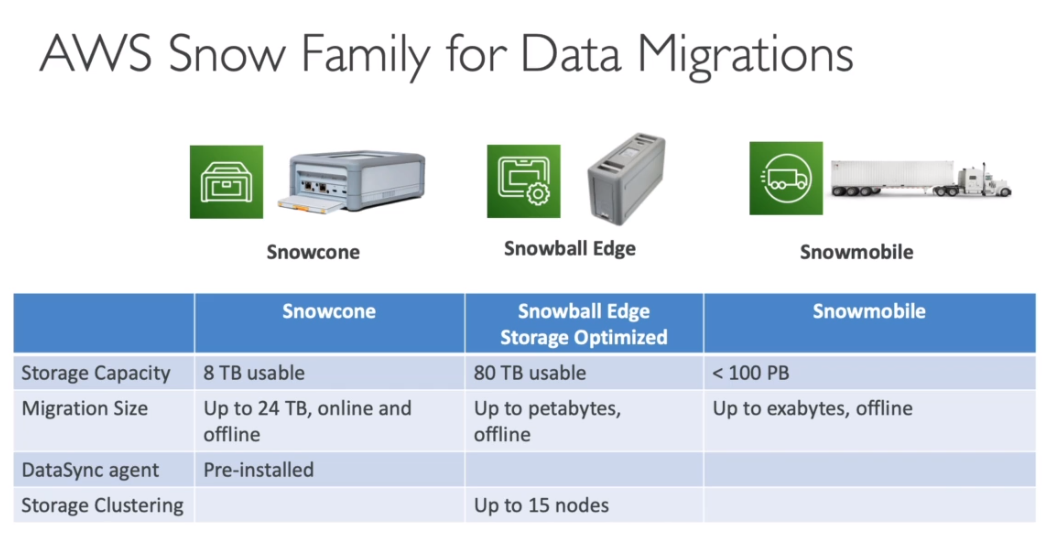 AWS Snow Family for Data Migrations
Snowcone
Snowball Edge
Snowmobile
Snowcone
Snowball Edge
Storage Optimized
Snowmobile
Storage Capacity
8 TB usable
80 TB usable
< 100 PB
Migration Size
Up to 24 TB, online and
offline
Up to petabytes,
offline
Up to exabytes, offline
DataSync agent
Pre-installed
Storage Clustering
Up to 15 nodes